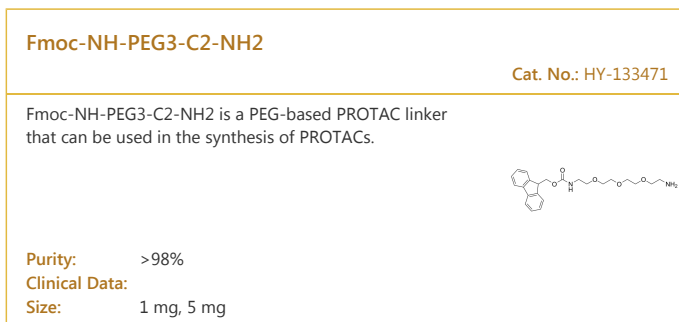 Fmoc-NH-PEG3-C2-NH2
Cat. No.: HY-133471
Fmoc-NH-PEG3-C2-NH2 is a PEG-based PROTAC linker
that can be used in the synthesis of PROTACs.
O
O
N
H
O
O
O
NH2
Purity: >98%
Clinical Data:
Size: 1 mg, 5 mg